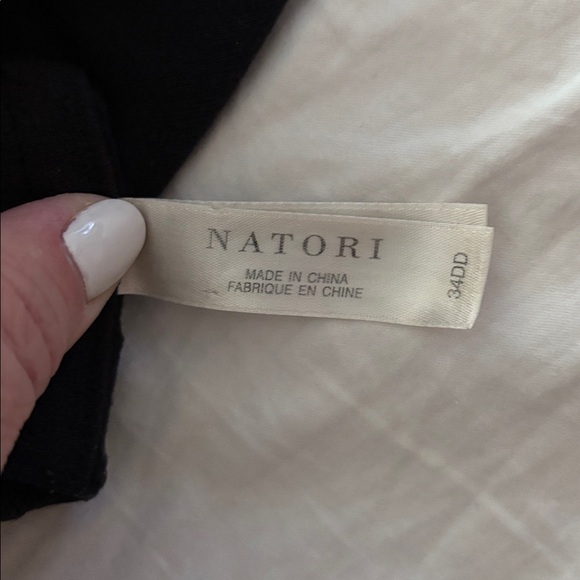 NATORI
MADE IN CHINA
FABRIQUE EN CHINE
34DD